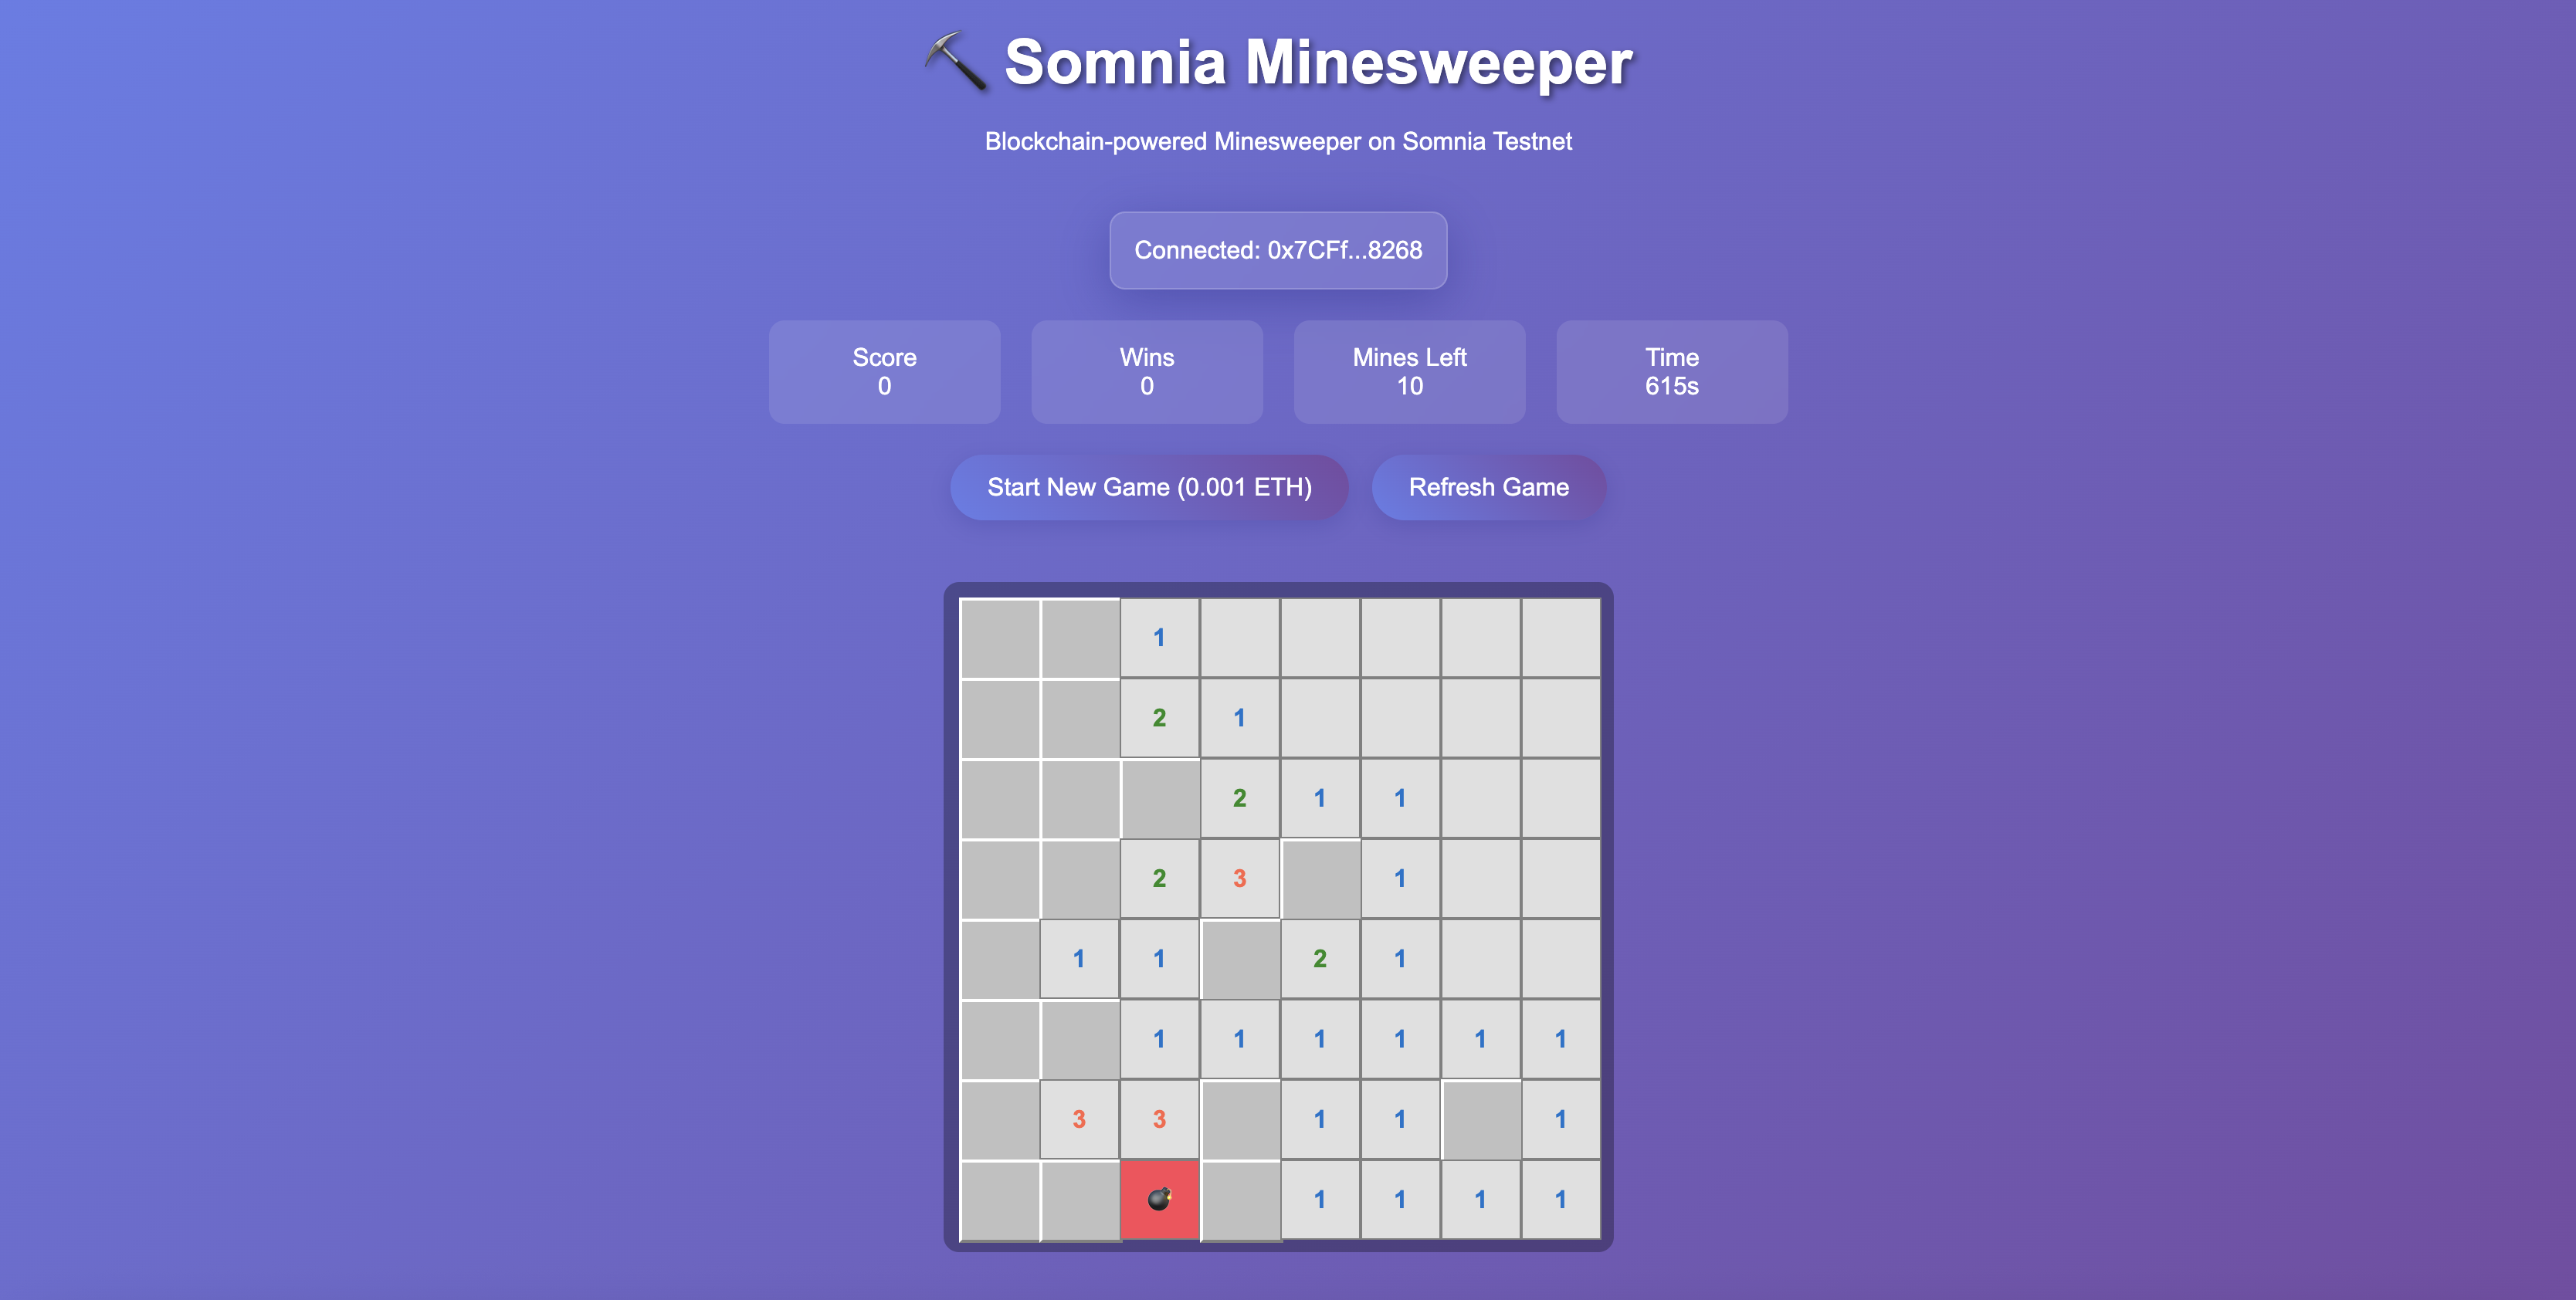 Somnia Minesweeper
Blockchain-powered Minesweeper on Somnia Testnet
Connected: 0x7CFf...8268
Score
0
Wins
0
Mines Left
10
Time
615s
Start New Game (0.001 ETH)
Refresh Game
1
2 1
2 1 1
2 3 1
1 1 2 1
1 1 1 1 1 1
3 3 1 1 1
1 1 1 1